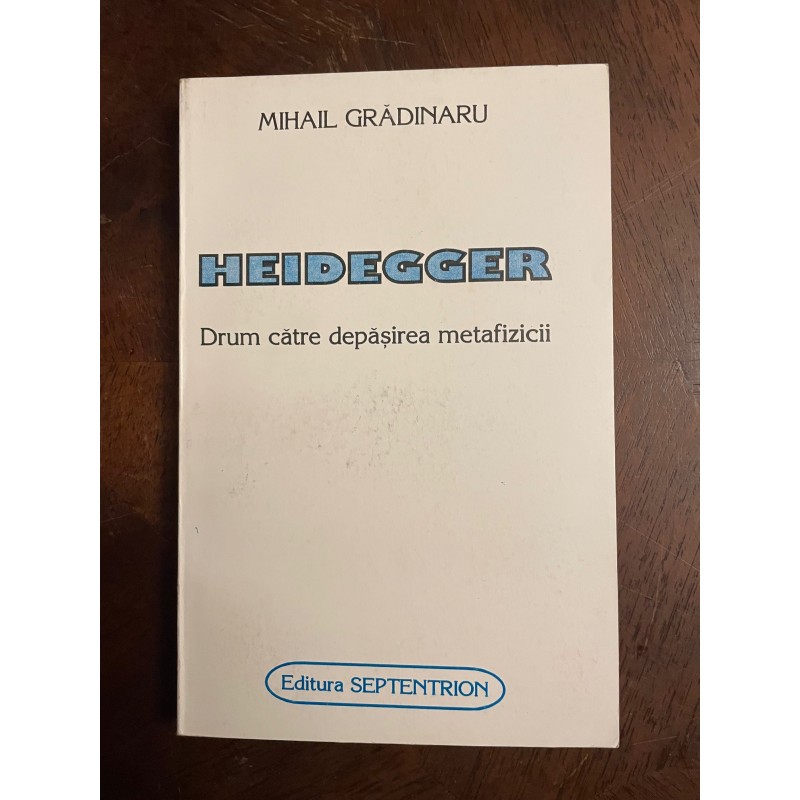 MIHAIL GRĂDINARU
HEIDEGGER
Drum către depășirea metafizicii
Editura SEPTENTRION